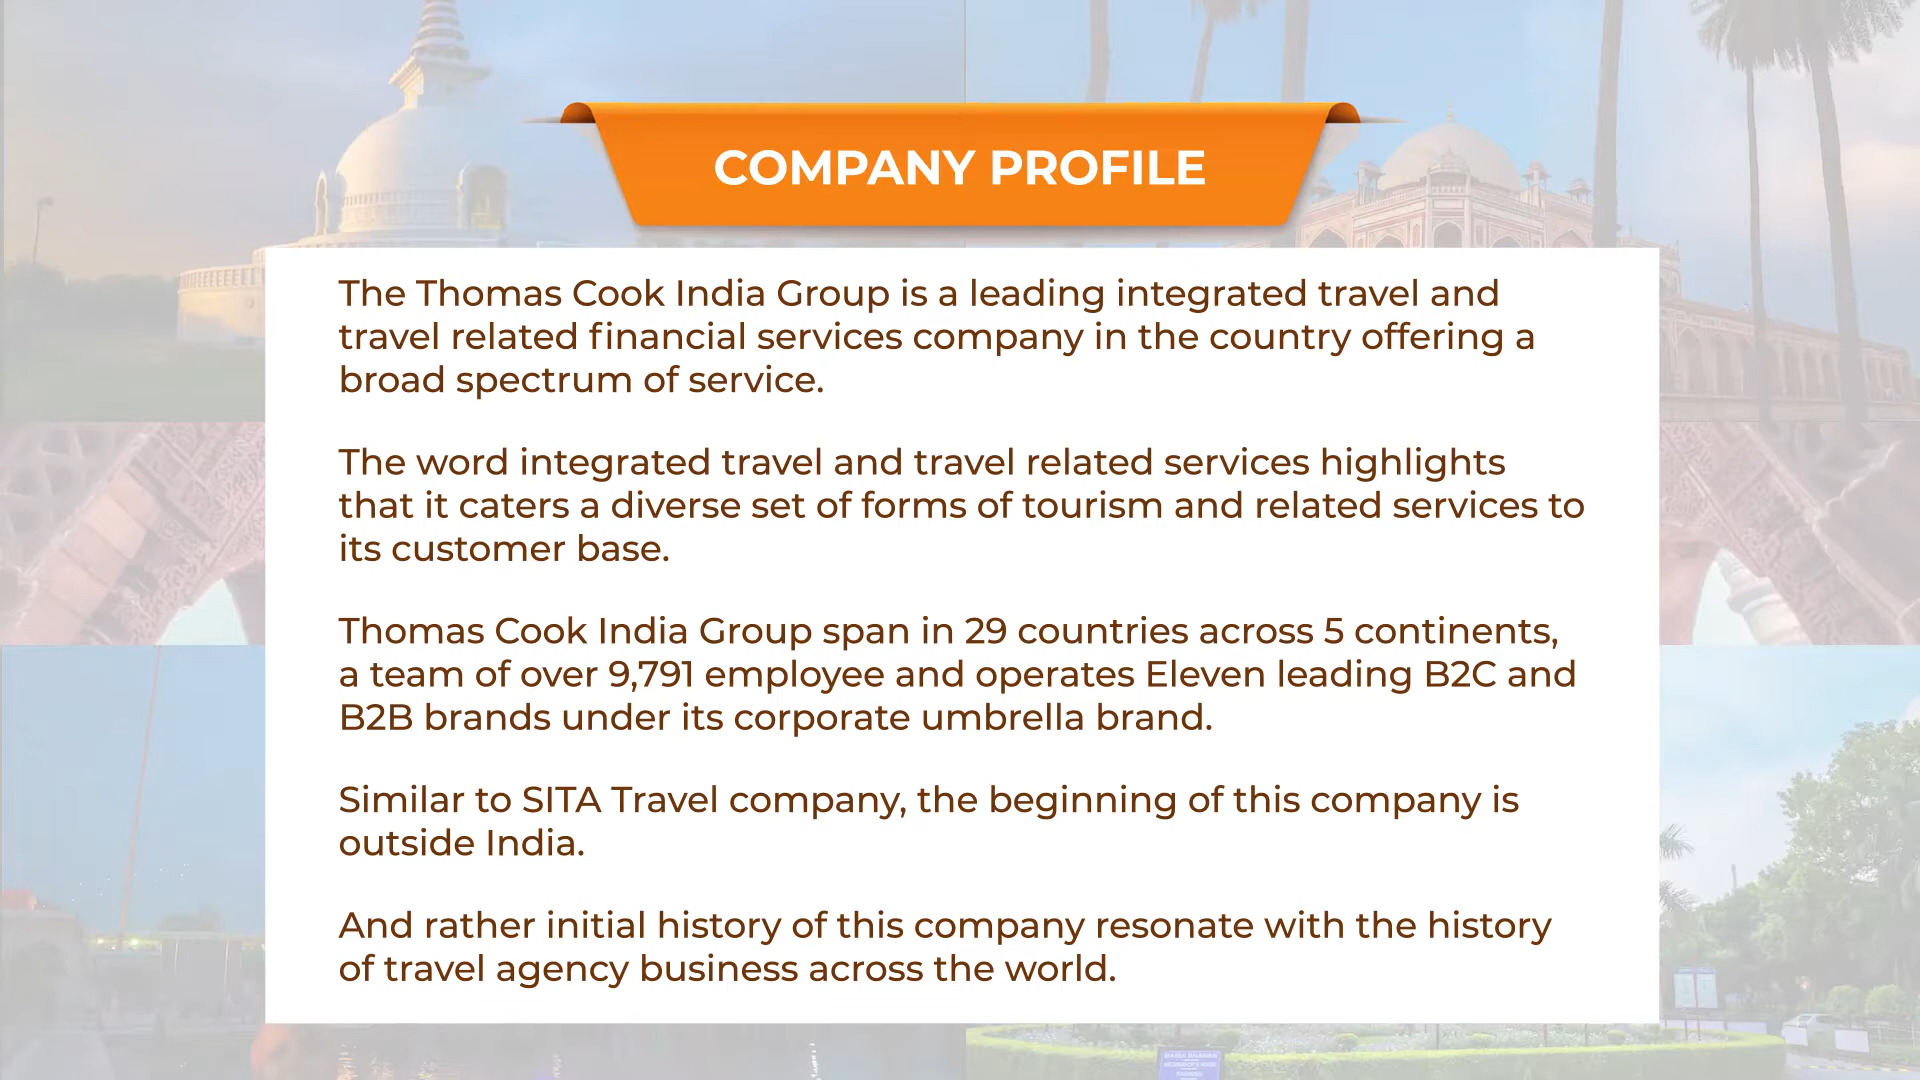 COMPANY PROFILE
The Thomas Cook India Group is a leading integrated travel and
travel related financial services company in the country offering a
broad spectrum of service.
The word integrated travel and travel related services highlights
that it caters a diverse set of forms of tourism and related services to
its customer base.
Thomas Cook India Group span in 29 countries across 5 continents,
a team of over 9,791 employee and operates Eleven leading B2C and
B2B brands under its corporate umbrella brand.
Similar to SITA Travel company, the beginning of this company is
outside India.
And rather initial history of this company resonate with the history
of travel agency business across the world.